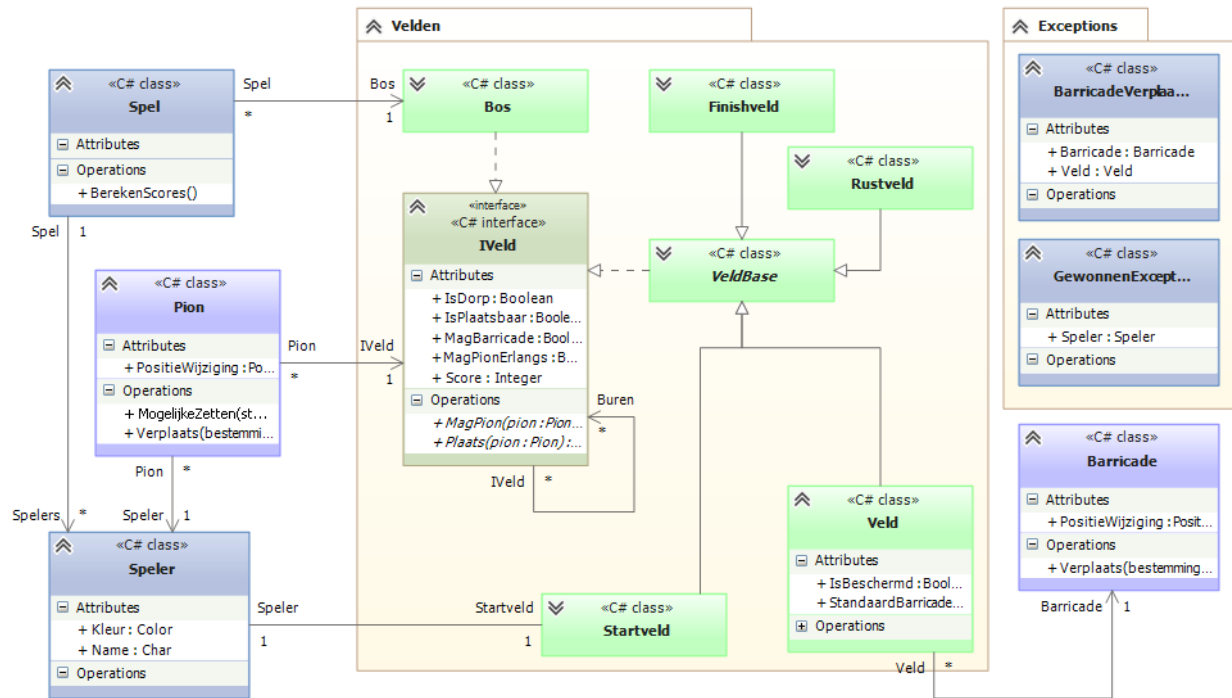 Velden
Exceptions
«C# class»
Spel
Attributes
Operations
+ BerekenScores()
Spel
*
Bos
1
«C# class»
Bos
«C# class»
Finishveld
«C# class»
Rustveld
«C# class»
BarricadeVerplaa...
Attributes
+ Barricade : Barricade
+ Veld : Veld
Operations
«interface»
«C# interface»
IVeld
Attributes
+ IsDorp : Boolean
+ IsPlaatsbaar : Boole...
+ MagBarricade : Bool...
+ MagPionErlangs : B...
+ Score : Integer
Operations
+ MagPion(pion : Pion...
+ Plaats(pion : Pion) : ...
«C# class»
VeldBase
«C# class»
GewonnenExcept...
Attributes
+ Speler : Speler
Operations
Spel
1
«C# class»
Pion
Attributes
+ PositieWijziging : Po...
Operations
+ MogelijkeZetten(st...
+ Verplaats(bestemmi...
Pion
*
IVeld
1
Buren
*
IVeld
*
Pion
*
Spelers
*
Speler
1
«C# class»
Speler
Attributes
+ Kleur : Color
+ Name : Char
Operations
Speler
1
Startveld
1
«C# class»
Startveld
«C# class»
Veld
Attributes
+ IsBeschermd : Bool...
+ StandaardBarricade...
Operations
Veld
*
«C# class»
Barricade
Attributes
+ PositieWijziging : Posit...
Operations
+ Verplaats(bestemming...
Barricade
1